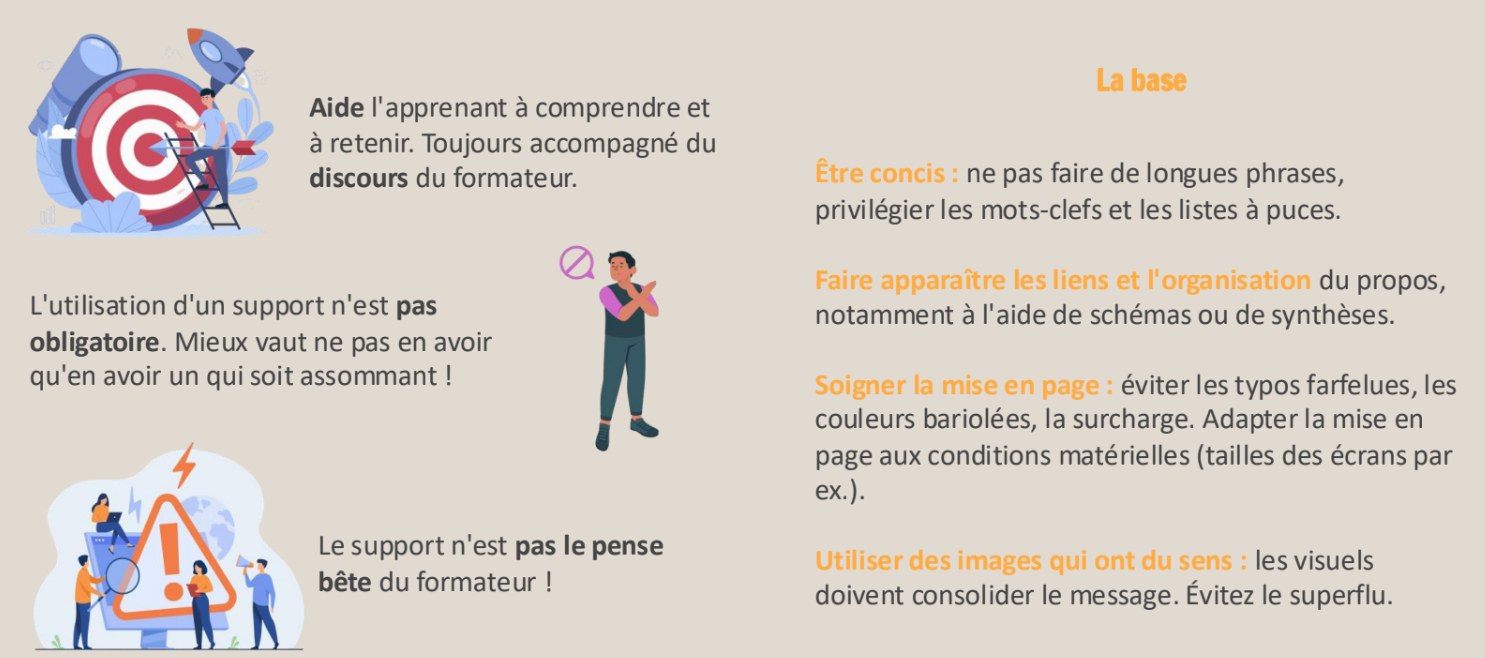 Aide l'apprenant à comprendre et
à retenir. Toujours accompagné du
discours du formateur.
L'utilisation d'un support n'est pas
obligatoire. Mieux vaut ne pas en avoir
qu'en avoir un qui soit assommant !
Le support n'est pas le pense
bête du formateur !
La base
Être concis : ne pas faire de longues phrases,
privilégier les mots-clefs et les listes à puces.
Faire apparaître les liens et l'organisation du propos,
notamment à l'aide de schémas ou de synthèses.
Soigner la mise en page : éviter les typos farfelues, les
couleurs bariolées, la surcharge. Adapter la mise en
page aux conditions matérielles (tailles des écrans par
ex.).
Utiliser des images qui ont du sens : les visuels
doivent consolider le message. Évitez le superflu.